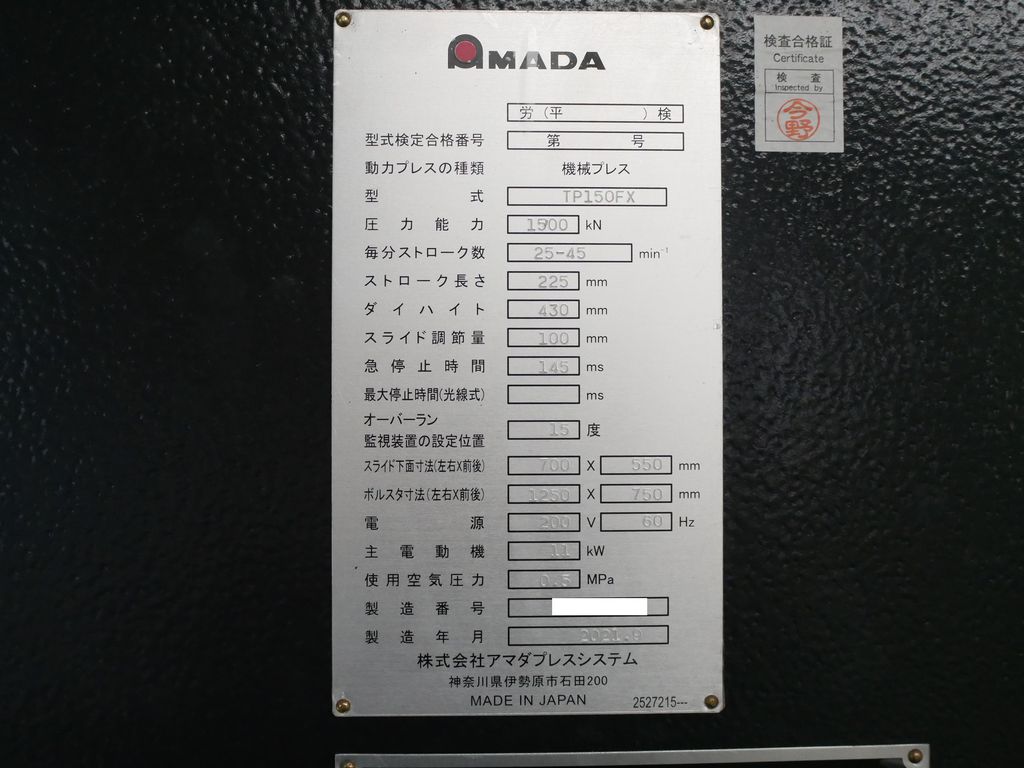 AMADA
労(平　　　)検
型式検定合格番号 第　　号
動力プレスの種類 機械プレス
型式 TP150FX
圧力能力 1500 kN
毎分ストローク数 25-45 min⁻¹
ストローク長さ 225 mm
ダイハイト 430 mm
スライド調節量 100 mm
急停止時間 145 ms
最大停止時間(光線式) ms
オーバーラン
監視装置の設定位置 15 度
スライド下面寸法(左右X前後) 700 X 550 mm
ボルスタ寸法(左右X前後) 1250 X 750 mm
電源 200 V 60 Hz
主電動機 11 kW
使用空気圧力 0.5 MPa
製造番号
製造年月 2021.9
株式会社アマダプレスシステム
神奈川県伊勢原市石田200
MADE IN JAPAN 2527215---
検査合格証
Certificate
検査
Inspected by
今野